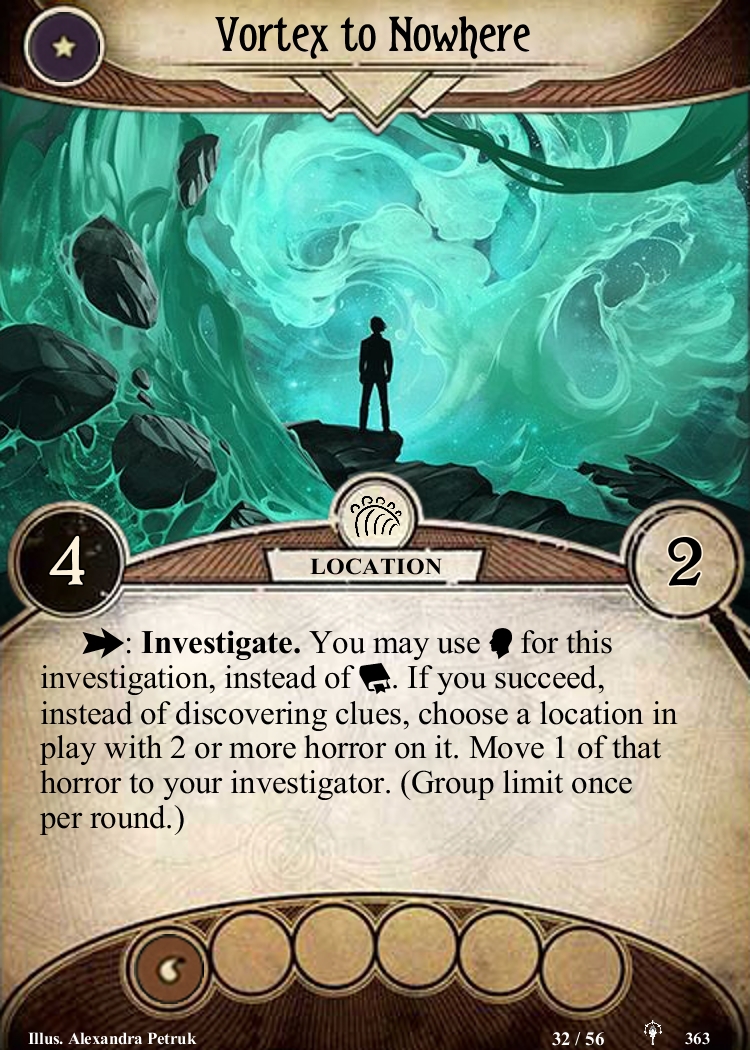 Vortex to Nowhere
4
LOCATION
2
: Investigate. You may use for this
investigation, instead of . If you succeed,
instead of discovering clues, choose a location in
play with 2 or more horror on it. Move 1 of that
horror to your investigator. (Group limit once
per round.)
Illus. Alexandra Petruk
32 / 56
363